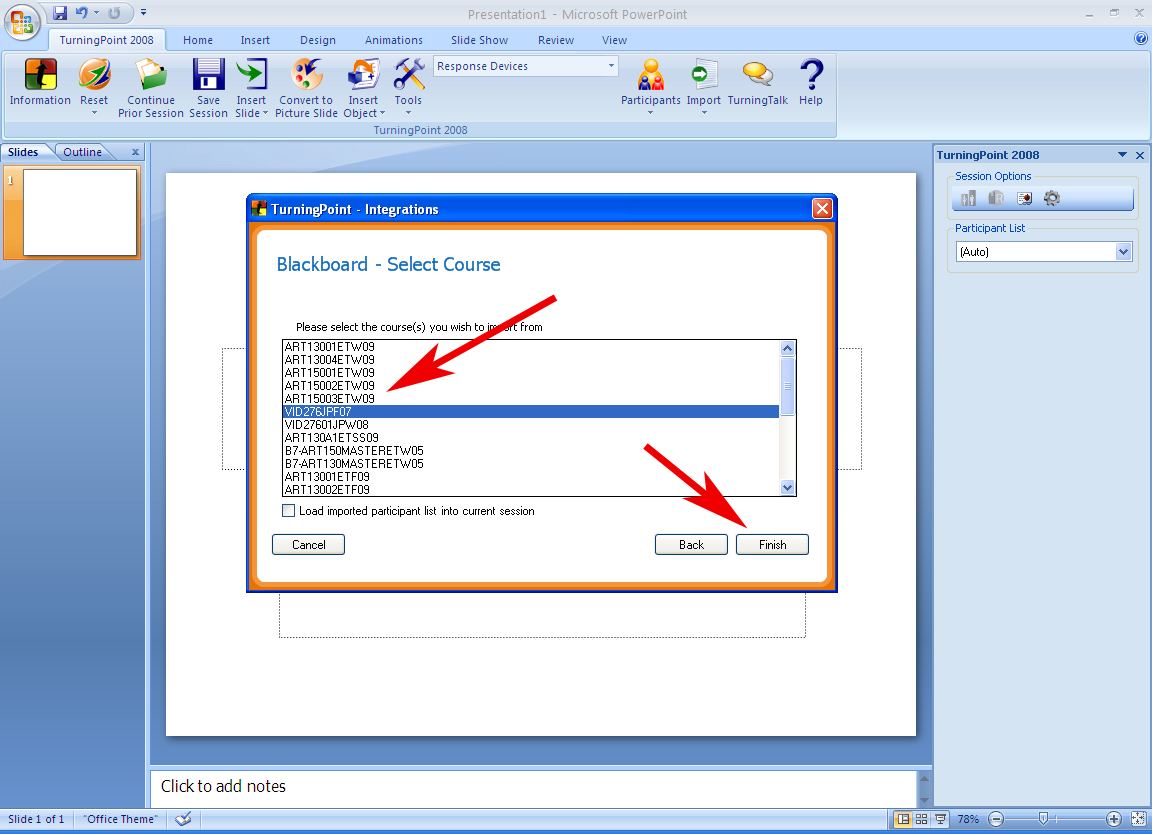 Presentation1 - Microsoft PowerPoint
TurningPoint 2008 Home Insert Design Animations Slide Show Review View
Response Devices
Information Reset Continue Prior Session Save Session Insert Slide Convert to Picture Slide Insert Object Tools Participants Import TurningTalk Help
TurningPoint 2008
Slides Outline
1
TurningPoint - Integrations
Blackboard - Select Course
Please select the course(s) you wish to import from
ART13001ETW09
ART13004ETW09
ART15001ETW09
ART15002ETW09
ART15003ETW09
VID276JPF07
VID27601JPW08
ART130A1ETSS09
B7-ART150MASTERETW05
B7-ART130MASTERETW05
ART13001ETF09
ART13002ETF09
Load imported participant list into current session
Cancel Back Finish
TurningPoint 2008
Session Options
Participant List
(Auto)
Click to add notes
Slide 1 of 1 "Office Theme" 78%